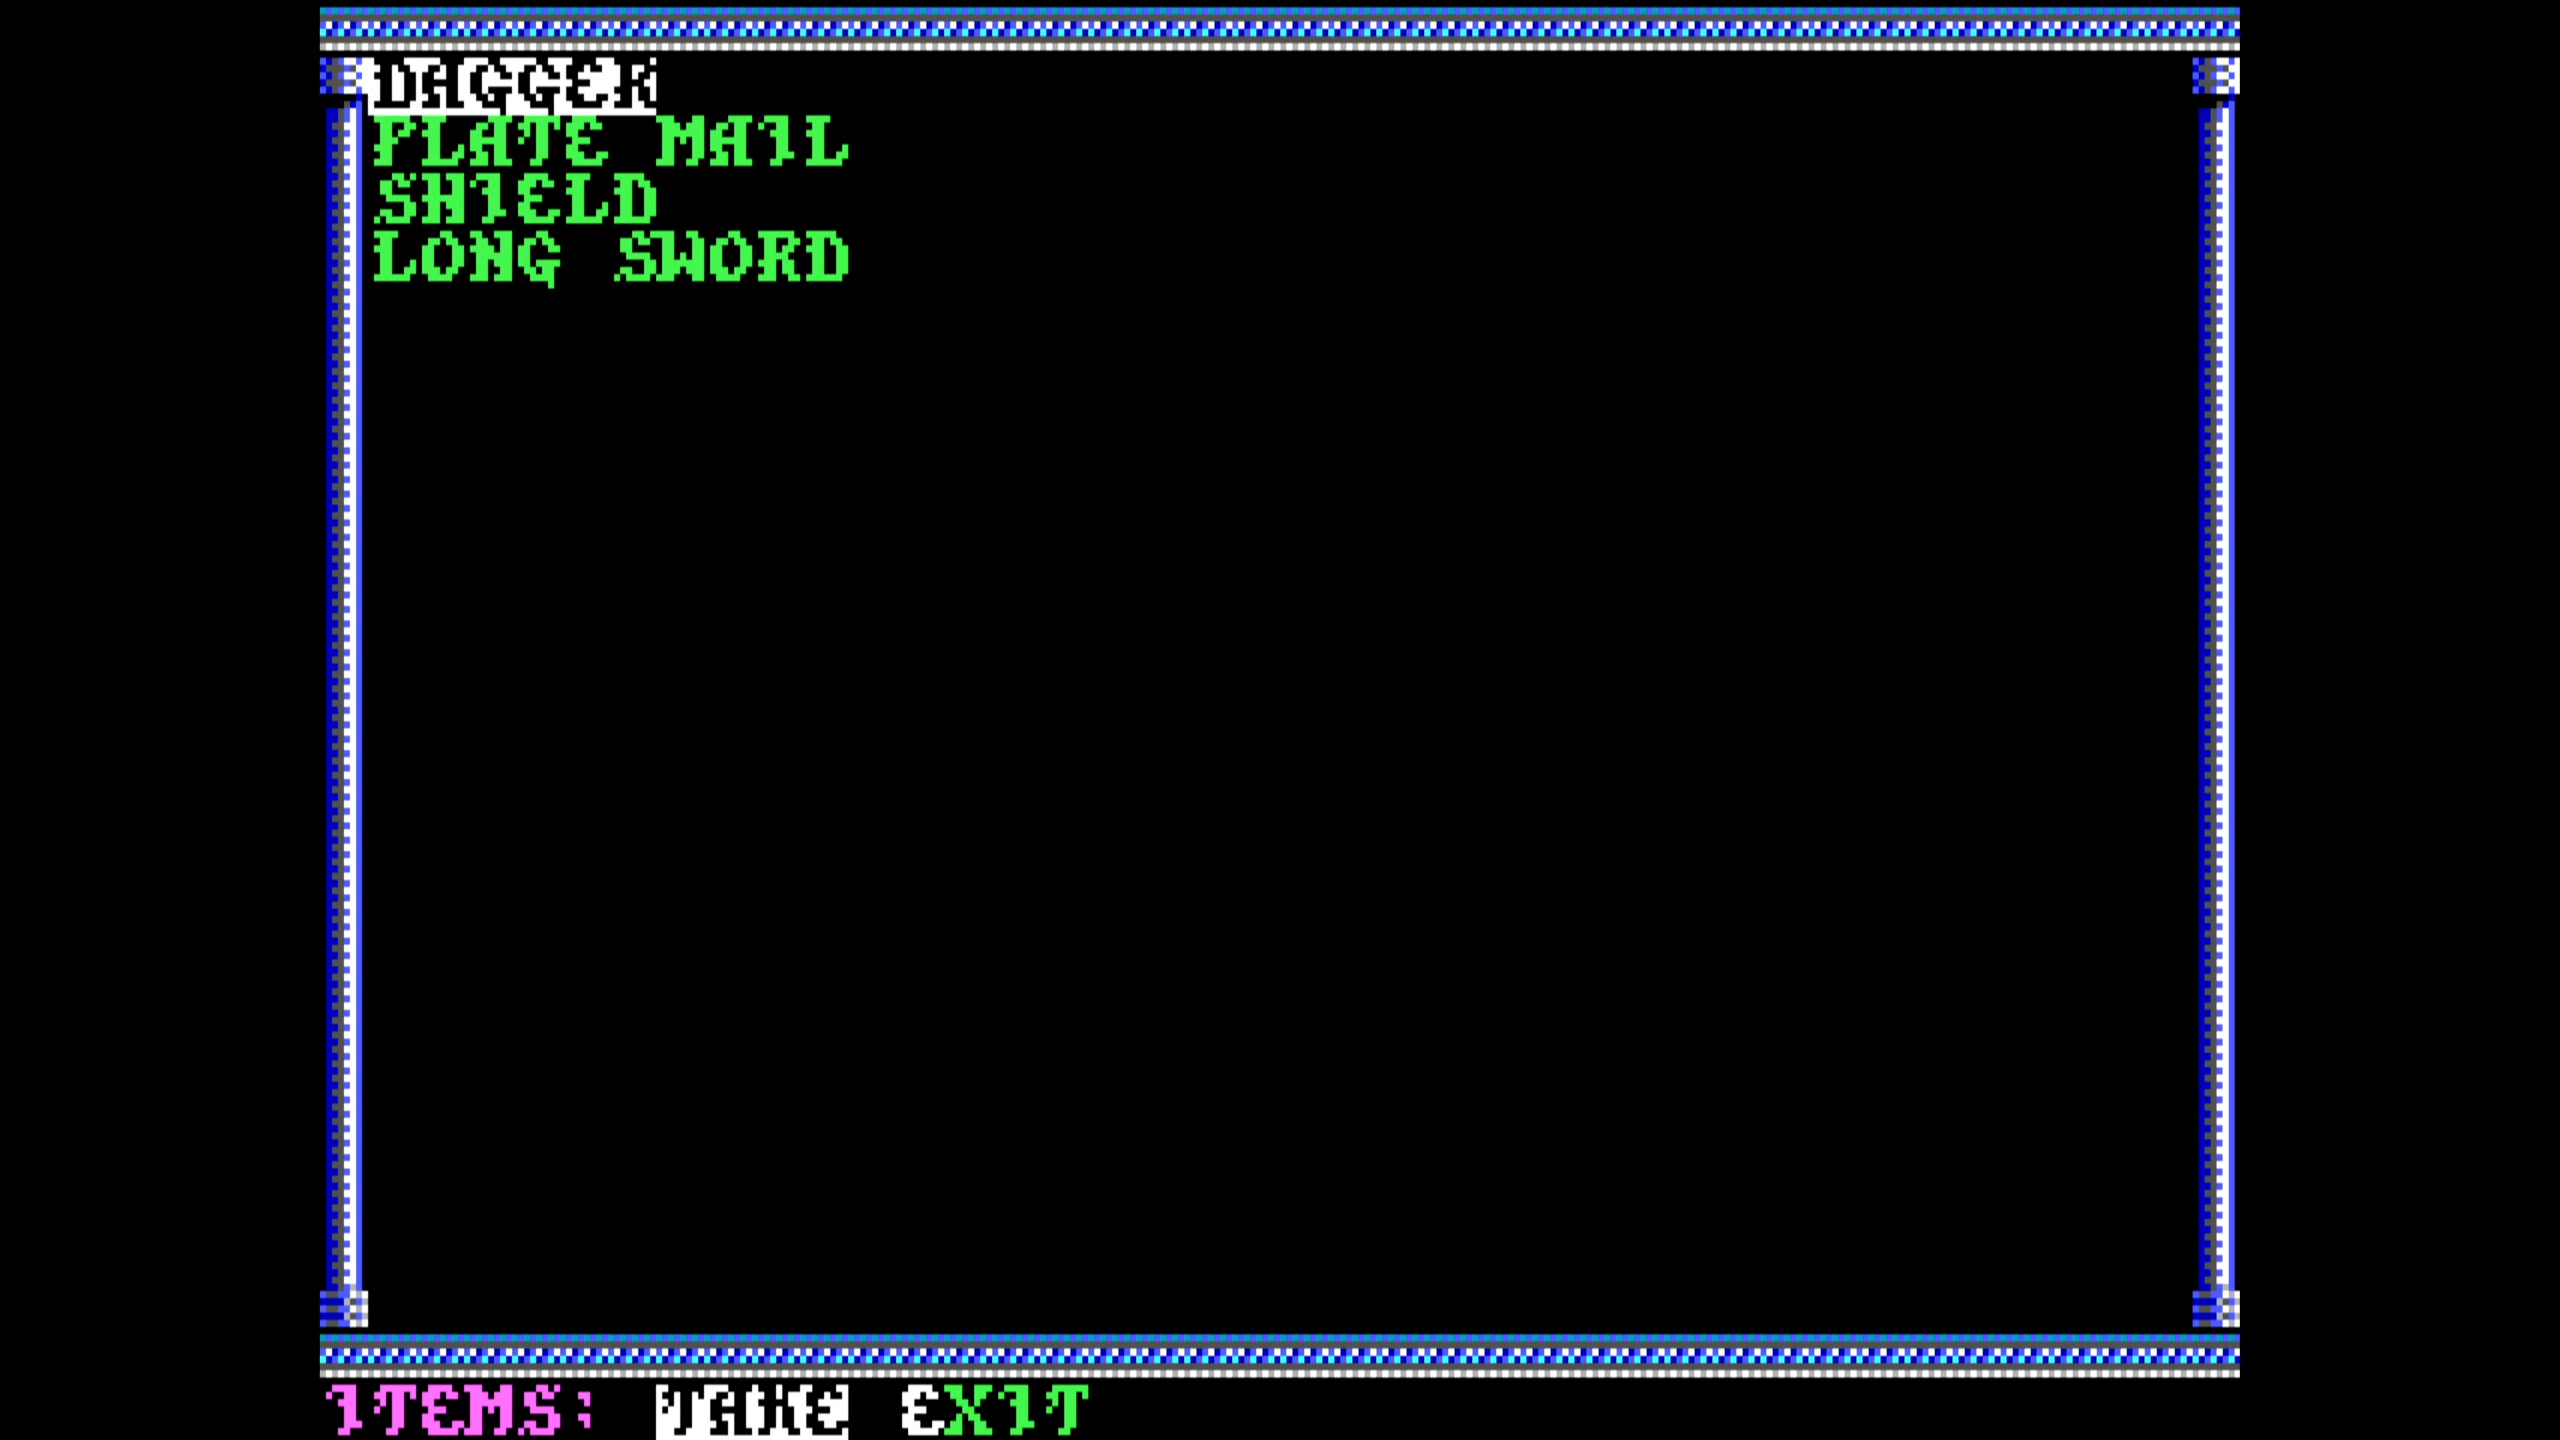 DAGGER
PLATE MAIL
SHIELD
LONG SWORD
ITEMS: TAKE EXIT